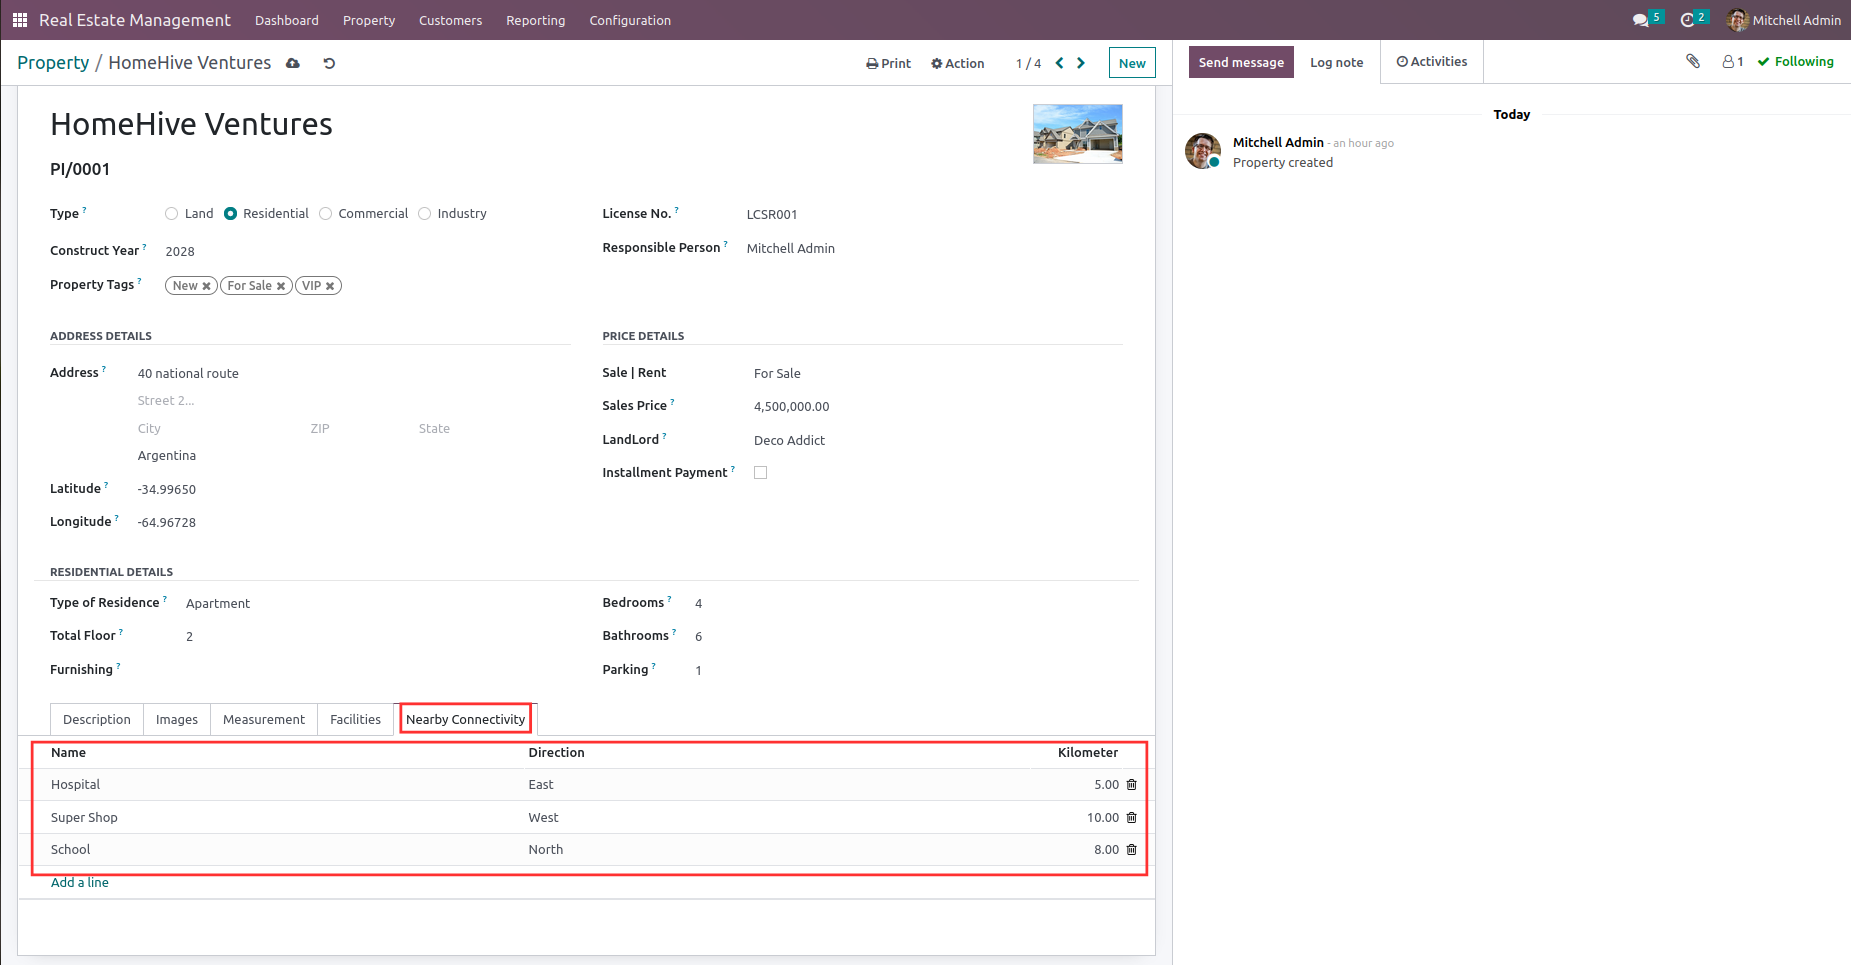 Real Estate Management Dashboard Property Customers Reporting Configuration 5 2 Mitchell Admin
Property / HomeHive Ventures Print Action 1 / 4 New
Send message Log note Activities 1 Following
HomeHive Ventures
PI/0001
Type ? Land Residential Commercial Industry
Construct Year ? 2028
Property Tags ? New For Sale VIP
License No. ? LCSR001
Responsible Person ? Mitchell Admin
ADDRESS DETAILS
Address ? 40 national route
Street 2...
City ZIP State
Argentina
Latitude ? -34.99650
Longitude ? -64.96728
PRICE DETAILS
Sale | Rent For Sale
Sales Price ? 4,500,000.00
LandLord ? Deco Addict
Installment Payment ?
RESIDENTIAL DETAILS
Type of Residence ? Apartment
Total Floor ? 2
Furnishing ?
Bedrooms ? 4
Bathrooms ? 6
Parking ? 1
Description Images Measurement Facilities Nearby Connectivity
Name Direction Kilometer
Hospital East 5.00
Super Shop West 10.00
School North 8.00
Add a line
Today
Mitchell Admin - an hour ago
Property created